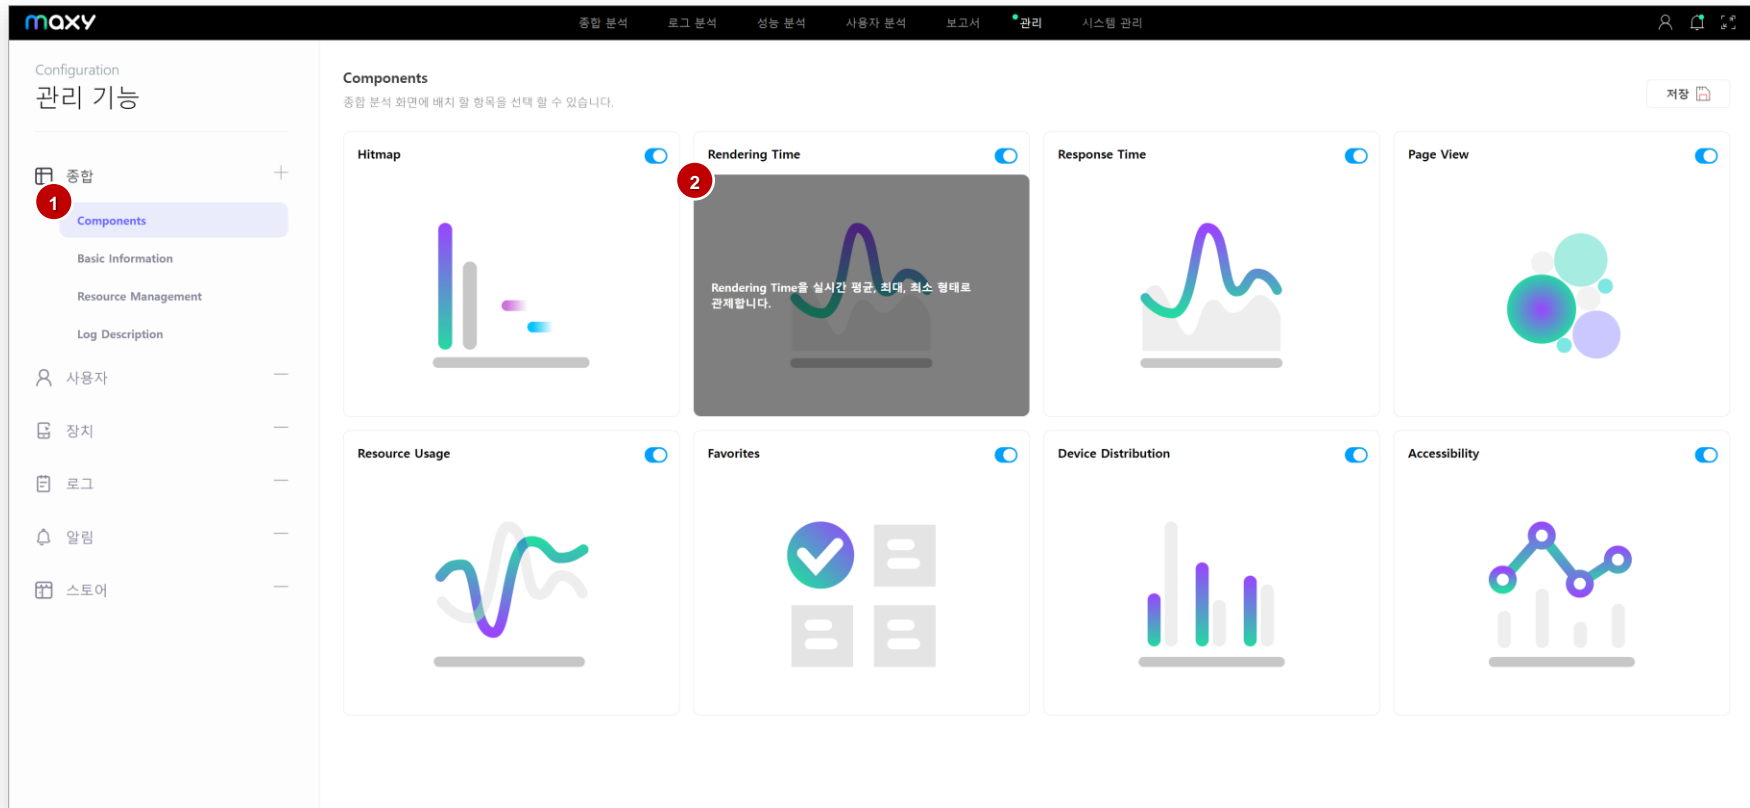 maxy
종합 분석 로그 분석 성능 분석 사용자 분석 보고서 관리 시스템 관리
Configuration
관리 기능
종합
1
Components
Basic Information
Resource Management
Log Description
사용자
장치
로그
알림
스토어
Components
종합 분석 화면에 배치 할 항목을 선택 할 수 있습니다.
저장
Hitmap
Rendering Time
2
Rendering Time을 실시간 평균, 최대, 최소 형태로
관제합니다.
Response Time
Page View
Resource Usage
Favorites
Device Distribution
Accessibility